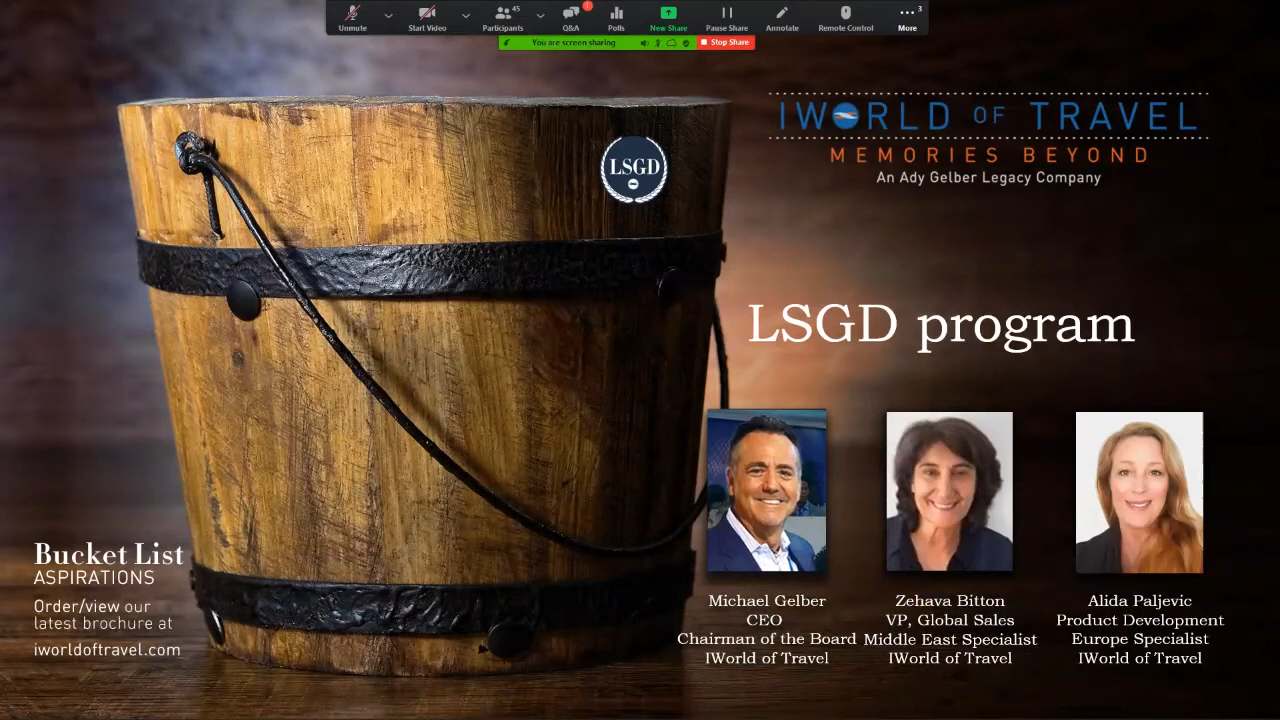 45
1
3
Unmute
Start Video
Participants
Q&A
Polls
New Share
Pause Share
Annotate
Remote Control
More
You are screen sharing
Stop Share
IWORLD OF TRAVEL
MEMORIES BEYOND
An Ady Gelber Legacy Company
LSGD
LSGD program
Bucket List
ASPIRATIONS
Order/view our
latest brochure at
iworldoftravel.com
Michael Gelber
CEO
Chairman of the Board
IWorld of Travel
Zehava Bitton
VP, Global Sales
Middle East Specialist
IWorld of Travel
Alida Paljevic
Product Development
Europe Specialist
IWorld of Travel